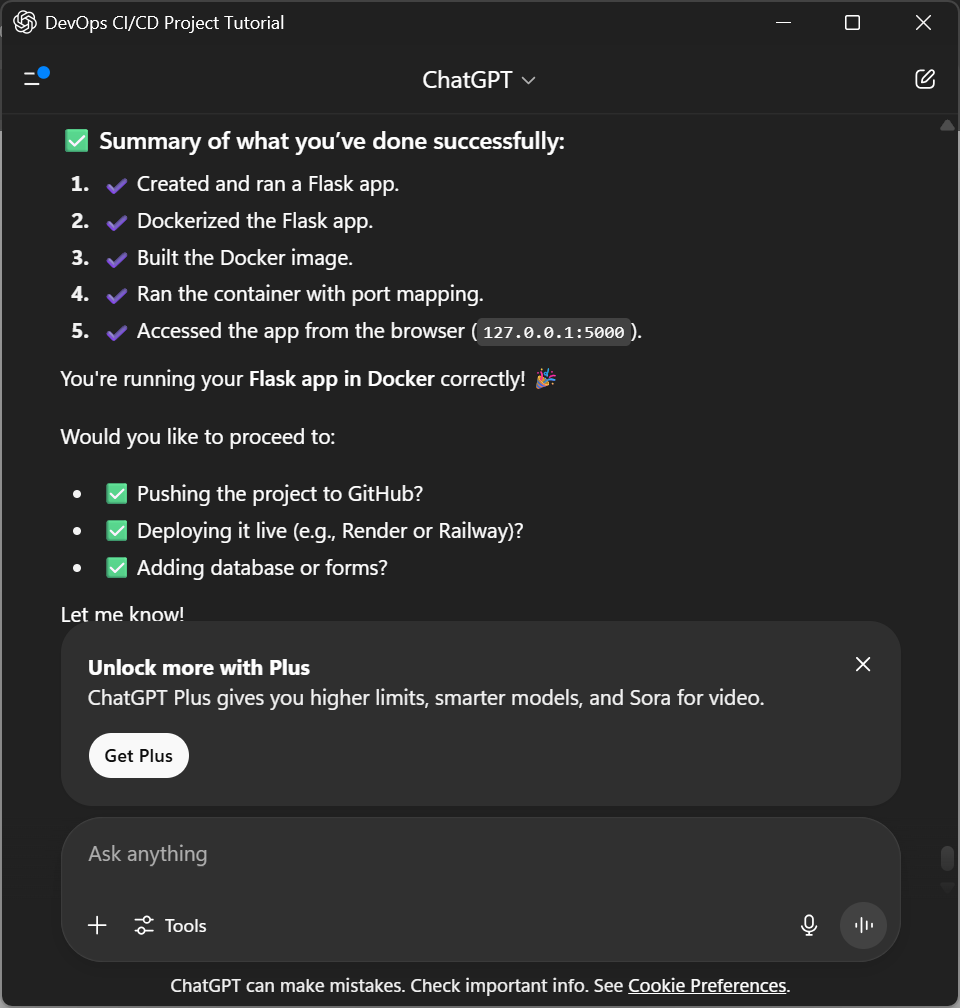 DevOps CI/CD Project Tutorial
ChatGPT
✅ Summary of what you’ve done successfully:
1. ✔ Created and ran a Flask app.
2. ✔ Dockerized the Flask app.
3. ✔ Built the Docker image.
4. ✔ Ran the container with port mapping.
5. ✔ Accessed the app from the browser (127.0.0.1:5000).
You're running your Flask app in Docker correctly! 🎉
Would you like to proceed to:
• ✅ Pushing the project to GitHub?
• ✅ Deploying it live (e.g., Render or Railway)?
• ✅ Adding database or forms?
Let me know!
Unlock more with Plus
ChatGPT Plus gives you higher limits, smarter models, and Sora for video.
Get Plus
Ask anything
Tools
ChatGPT can make mistakes. Check important info. See Cookie Preferences.